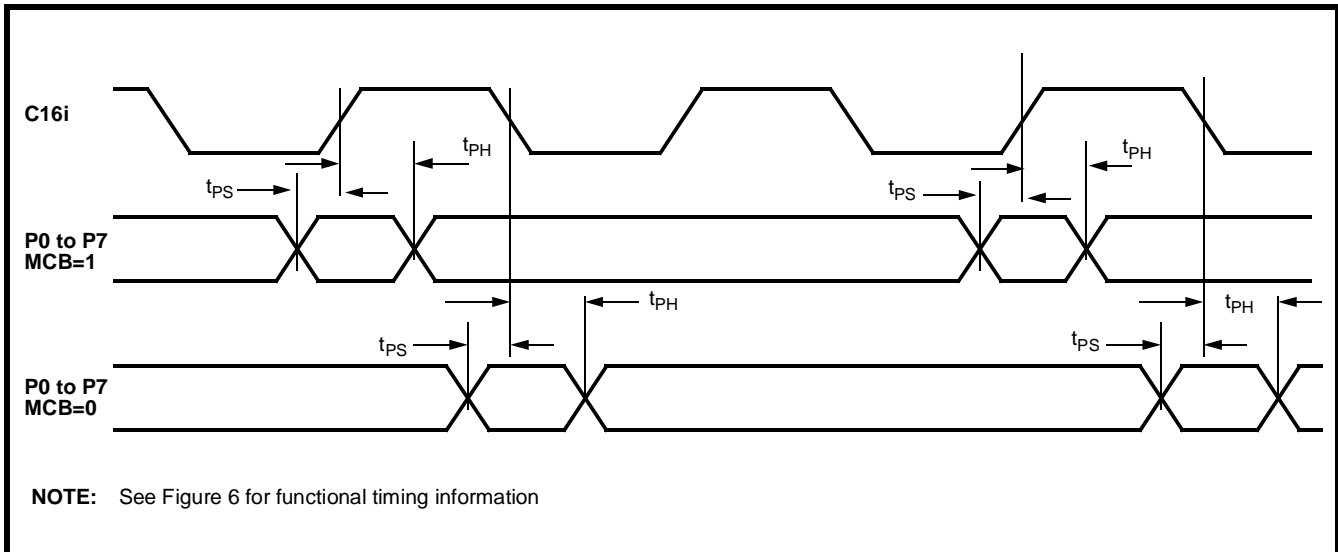 C16i
tPH
tPH
tPS
tPS
P0 to P7
MCB=1
tPH
tPH
tPS
tPS
P0 to P7
MCB=0
NOTE: See Figure 6 for functional timing information